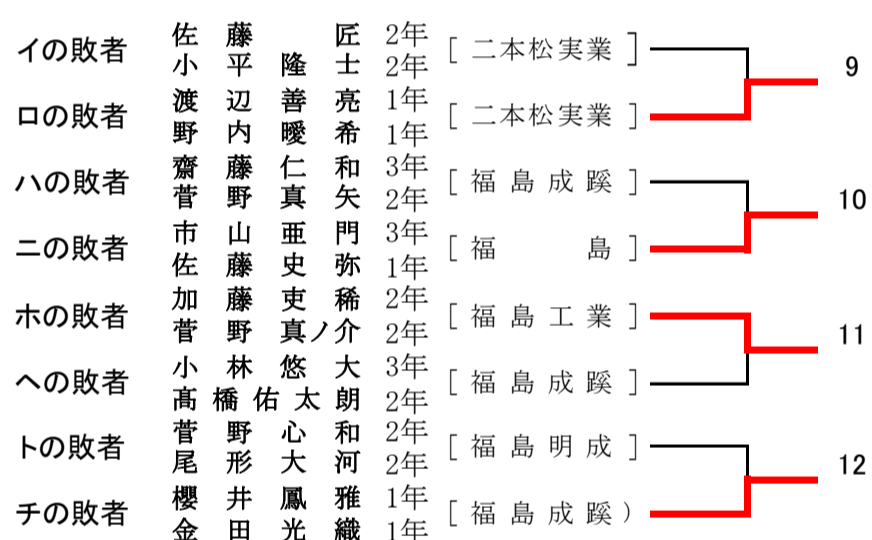 佐藤 匠 2年
イの敗者 [ 二本松実業 ] 9
小平隆士 2年
渡辺善亮 1年
ロの敗者 [ 二本松実業 ]
野内曖希 1年
齋藤仁和 3年
ハの敗者 [ 福島成蹊 ] 10
菅野真矢 2年
市山亜門 3年
ニの敗者 [ 福島 ]
佐藤史弥 1年
加藤吏稀 2年
ホの敗者 [ 福島工業 ] 11
菅野真ノ介 2年
小林悠大 3年
ヘの敗者 [ 福島成蹊 ]
髙橋佑太朗 2年
菅野心和 2年
トの敗者 [ 福島明成 ] 12
尾形大河 2年
櫻井鳳雅 1年
チの敗者 [ 福島成蹊 )
金田光織 1年